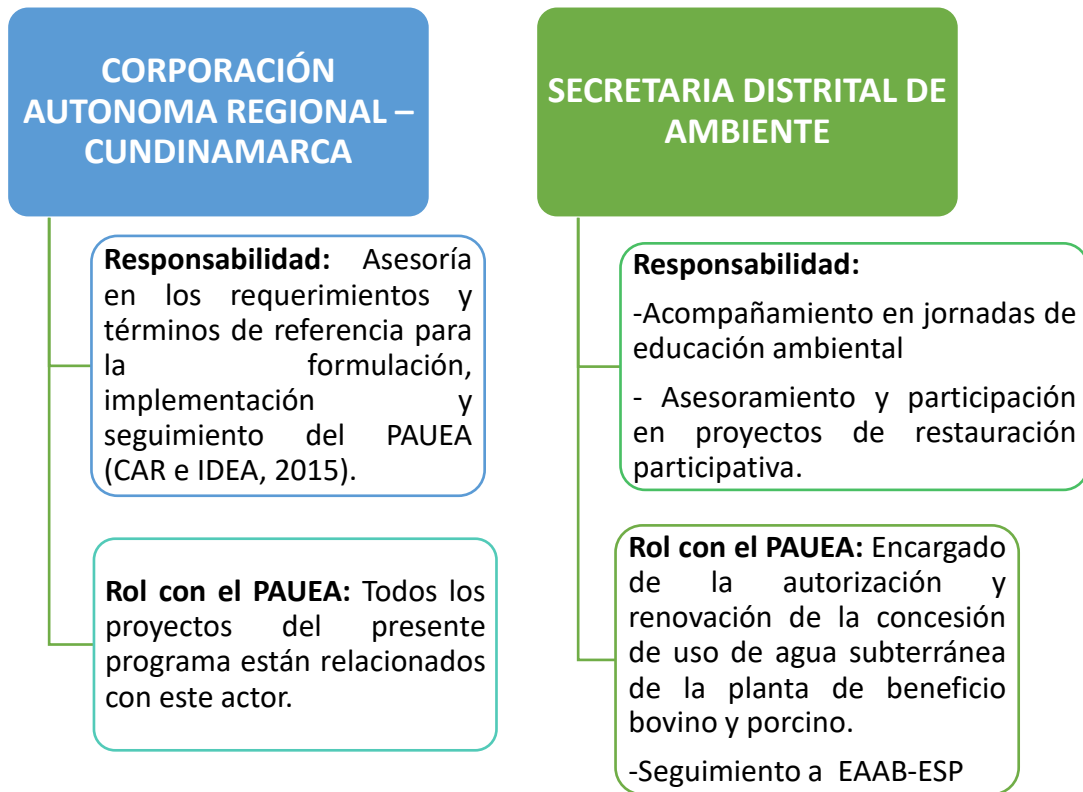 CORPORACIÓN
AUTONOMA REGIONAL –
CUNDINAMARCA
Responsabilidad: Asesoría
en los requerimientos y
términos de referencia para
la formulación,
implementación y
seguimiento del PAUEA
(CAR e IDEA, 2015).
Rol con el PAUEA: Todos los
proyectos del presente
programa están relacionados
con este actor.
SECRETARIA DISTRITAL DE
AMBIENTE
Responsabilidad:
-Acompañamiento en jornadas de
educación ambiental
- Asesoramiento y participación
en proyectos de restauración
participativa.
Rol con el PAUEA: Encargado
de la autorización y
renovación de la concesión
de uso de agua subterránea
de la planta de beneficio
bovino y porcino.
-Seguimiento a EAAB-ESP